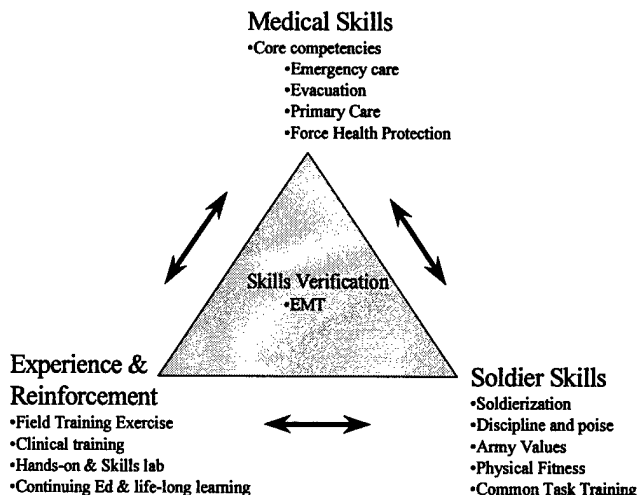 Medical Skills
•Core competencies
•Emergency care
•Evacuation
•Primary Care
•Force Health Protection
Skills Verification
•EMT
Experience &
Reinforcement
•Field Training Exercise
•Clinical training
•Hands-on & Skills lab
•Continuing Ed & life-long learning
Soldier Skills
•Soldierization
•Discipline and poise
•Army Values
•Physical Fitness
•Common Task Training